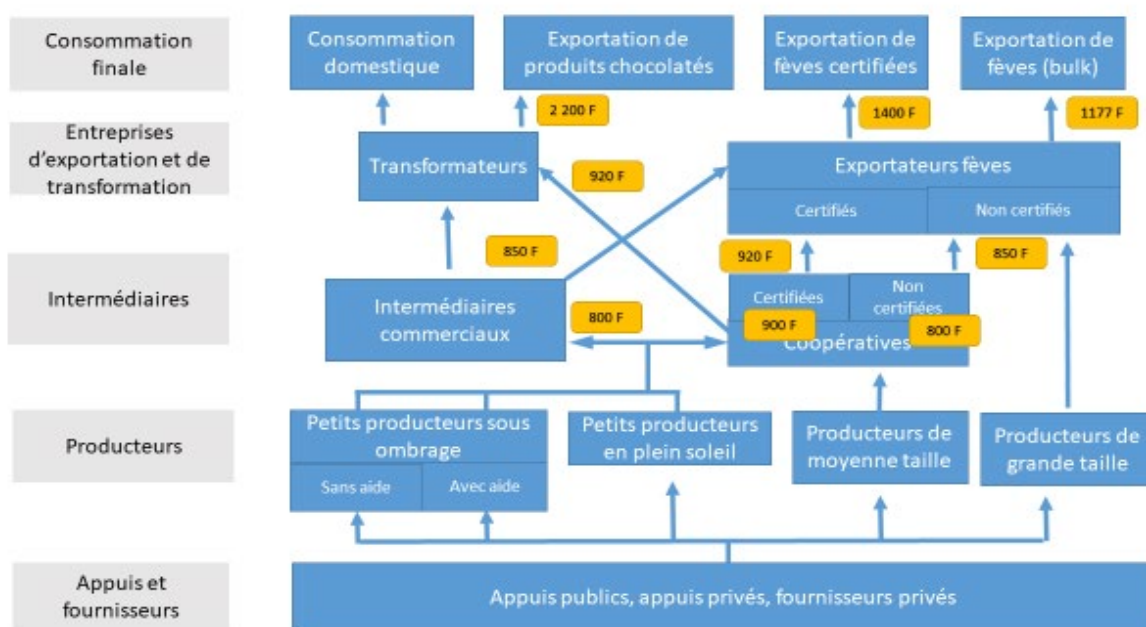 Consommation
finale
Consommation
domestique
Exportation de
produits chocolatés
Exportation de
fèves certifiées
Exportation de
fèves (bulk)
2 200 F
1400 F
1177 F
Entreprises
d'exportation et de
transformation
Transformateurs
920 F
Exportateurs fèves
Certifiés
Non certifiés
850 F
920 F
850 F
Intermédiaires
Intermédiaires
commerciaux
800 F
Certifiées
Non
certifiées
900 F
800 F
Coopératives
Producteurs
Petits producteurs sous
ombrage
Sans aide
Avec aide
Petits producteurs
en plein soleil
Producteurs de
moyenne taille
Producteurs de
grande taille
Appuis et
fournisseurs
Appuis publics, appuis privés, fournisseurs privés